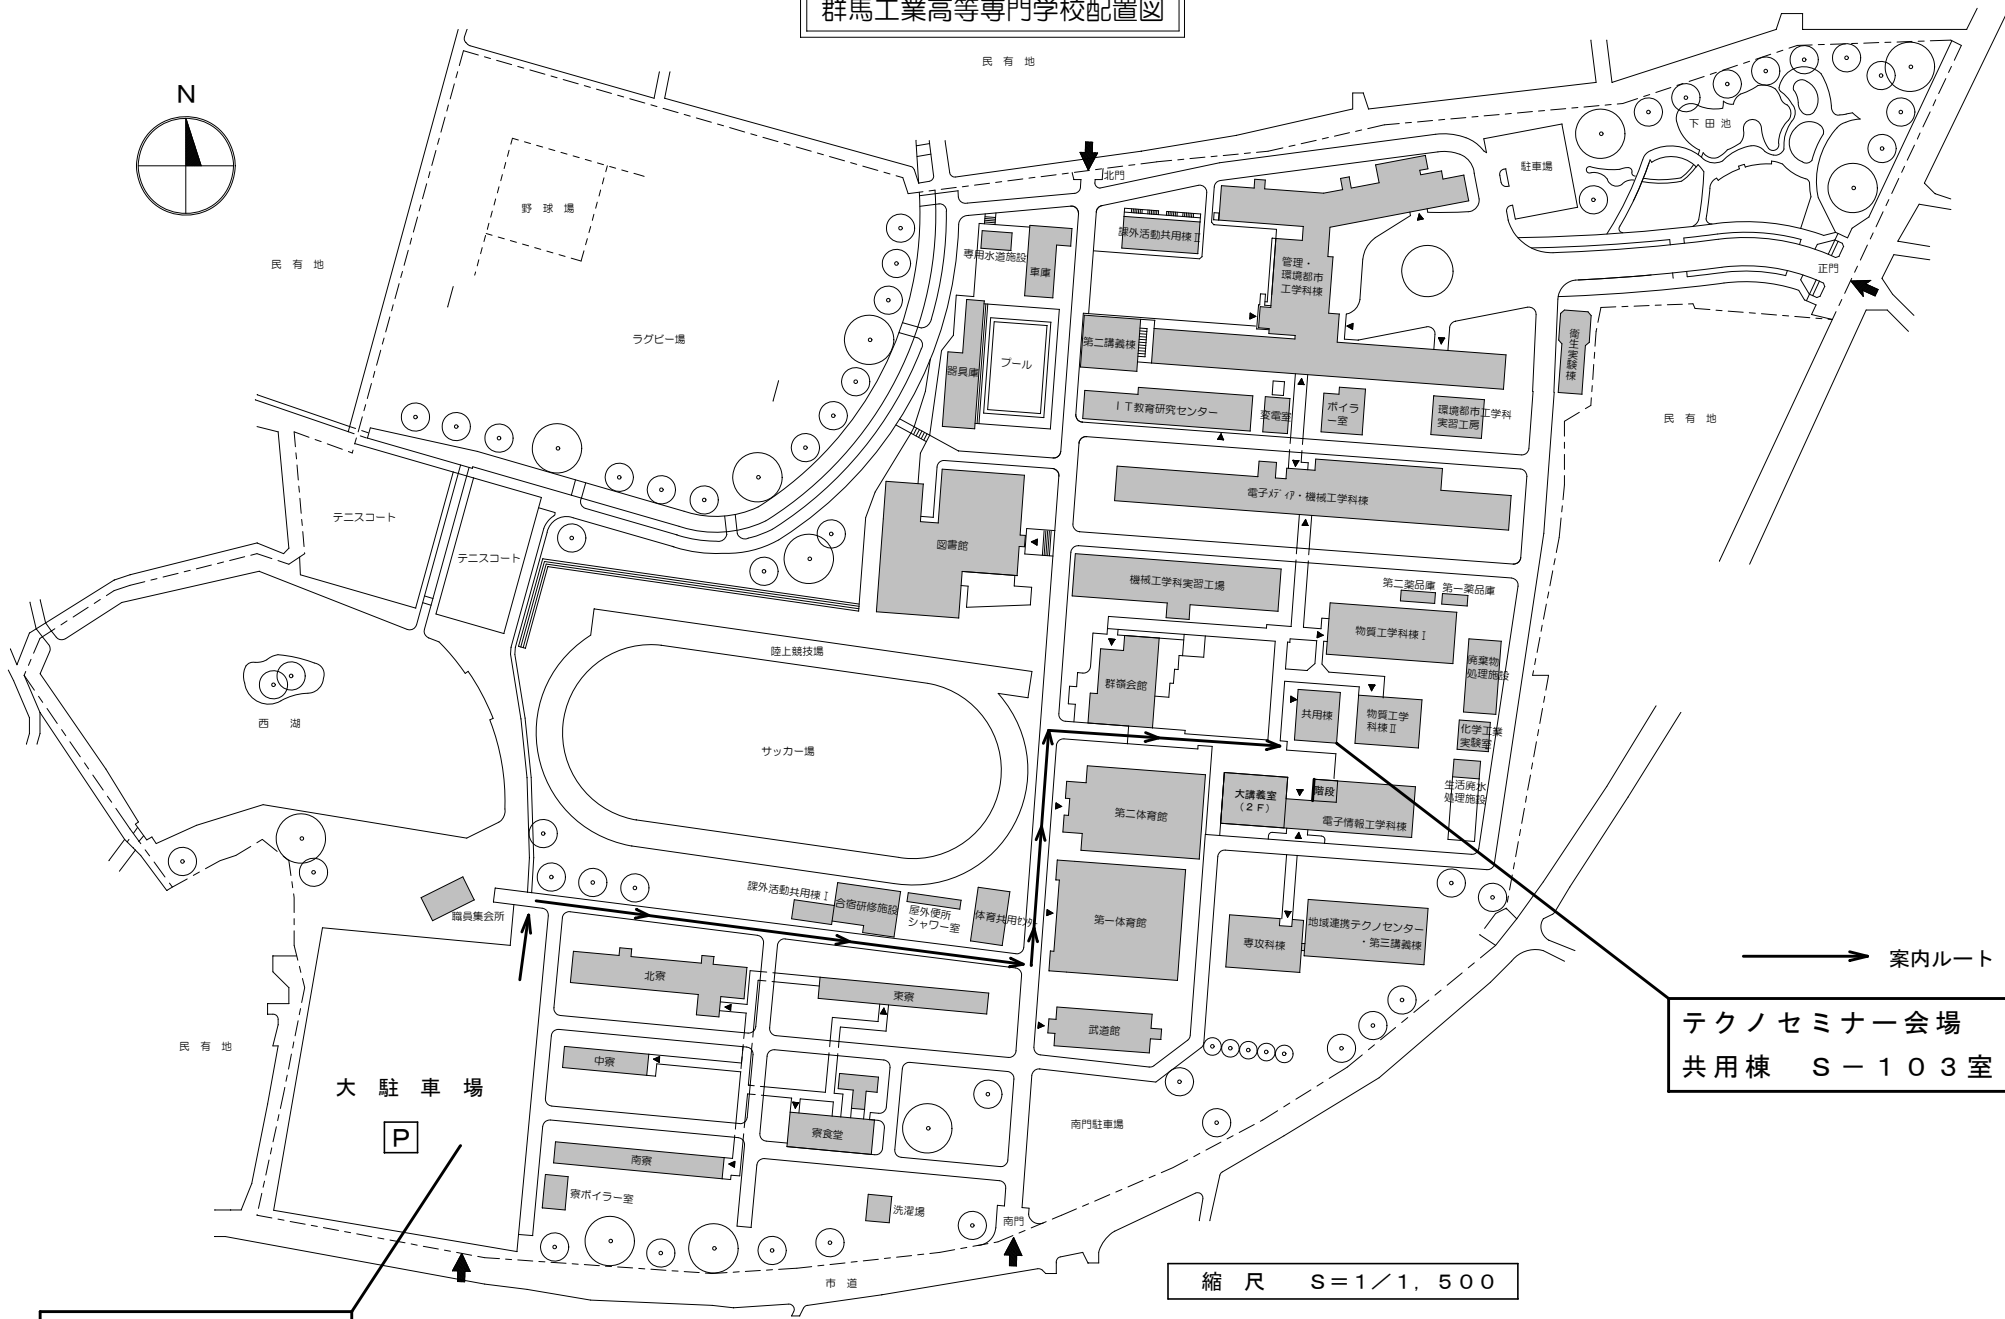 群馬工業高等専門学校配置図
民 有 地
N
下 田 池
駐車場
北門
野 球 場
課外活動共用棟Ⅱ
専用水道施設
車庫
管理・
環境都市
工学科棟
正門
民 有 地
ラグビー場
第二講義棟
衛生実験棟
器具庫
プール
ＩＴ教育研究センター
変電室
ボイラ
ー室
環境都市工学科
実習工房
民 有 地
テニスコート
電子ﾒﾃﾞｨｱ・機械工学科棟
テニスコート
図書館
機械工学科実習工場
第二薬品庫
第一薬品庫
物質工学科棟Ⅰ
陸上競技場
廃棄物
処理施設
群嶺会館
西 湖
共用棟
物質工学
科棟Ⅱ
化学工業
実験室
サッカー場
生活廃水
処理施設
大講義室
（２Ｆ）
階段
第二体育館
電子情報工学科棟
課外活動共用棟Ⅰ
合宿研修施設
屋外便所
シャワー室
体育共用ｾﾝﾀｰ
職員集会所
第一体育館
専攻科棟
地域連携テクノセンター
・第三講義棟
案内ルート
北寮
東寮
テクノセミナー会場
共用棟 Ｓ－１０３室
武道館
民 有 地
中寮
大 駐 車 場
P
寮食堂
南門駐車場
南寮
寮ボイラー室
洗濯場
南門
市 道
縮 尺 Ｓ＝１／１，５００